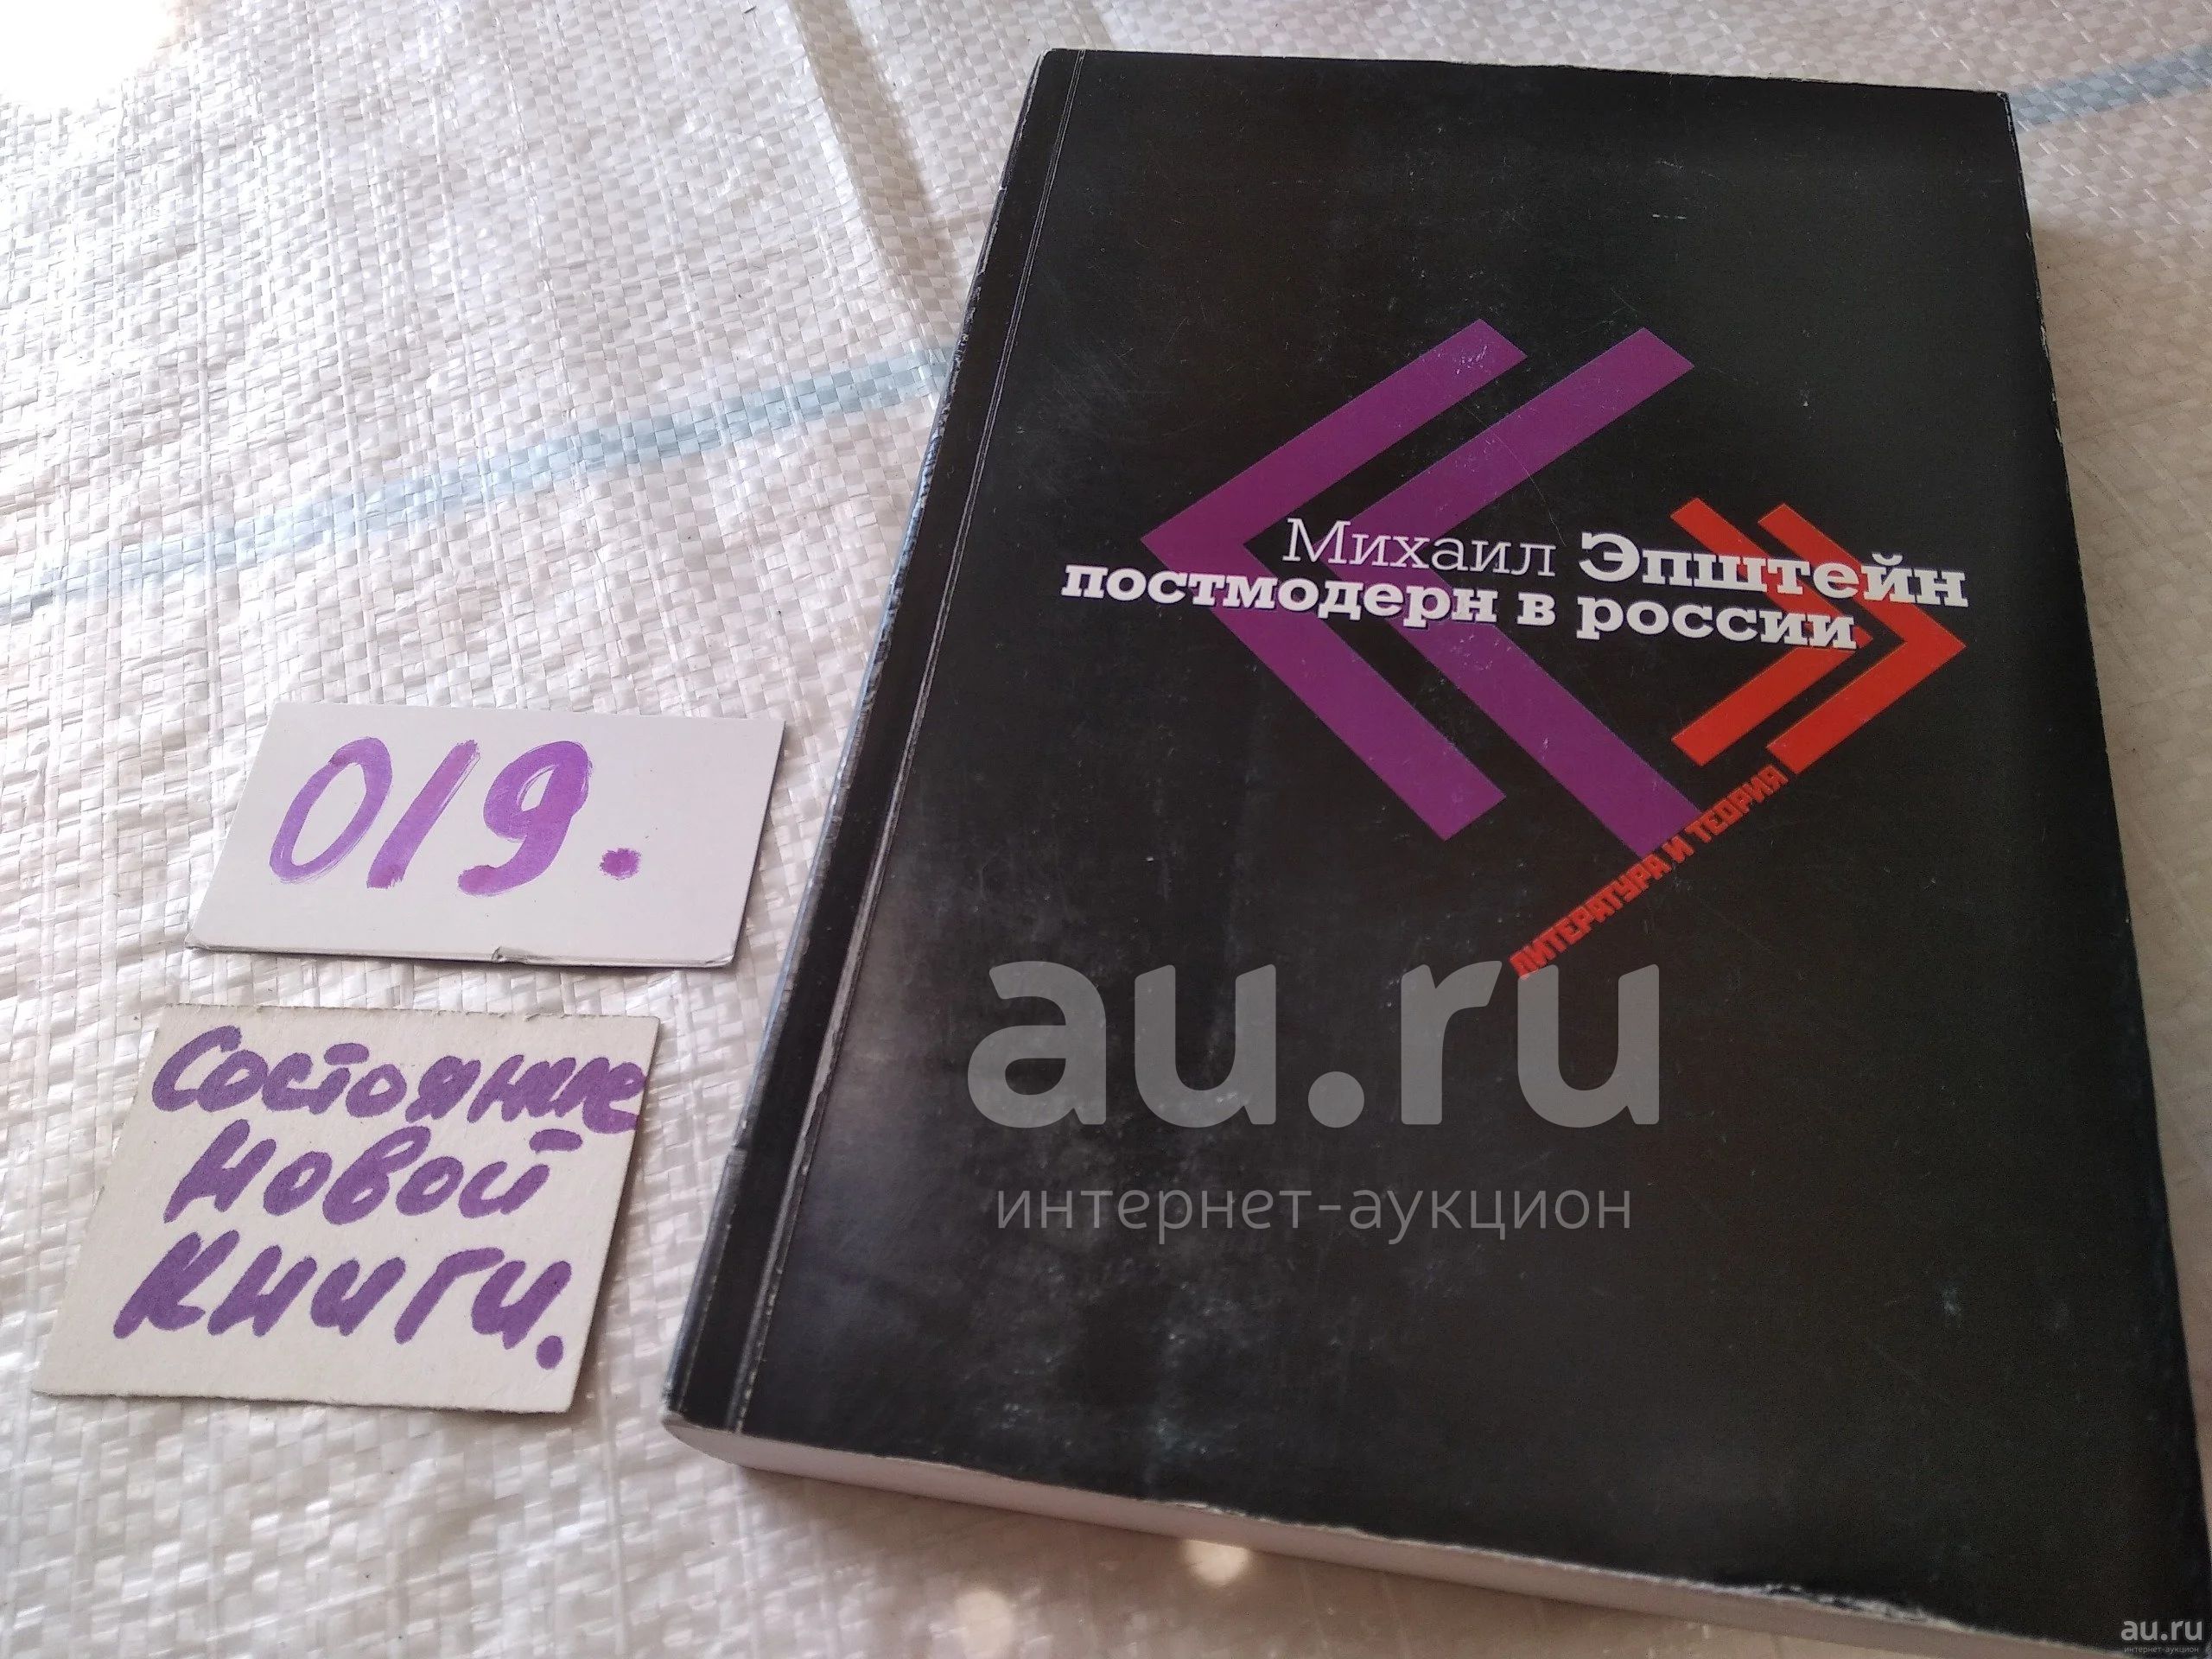 Михаил Эпштейн
постмодерн в россии
ЛИТЕРАТУРА И ТЕОРИЯ
019.
Состояние
новой
книги.
au.ru
интернет-аукцион
au.ru
интернет-аукцион